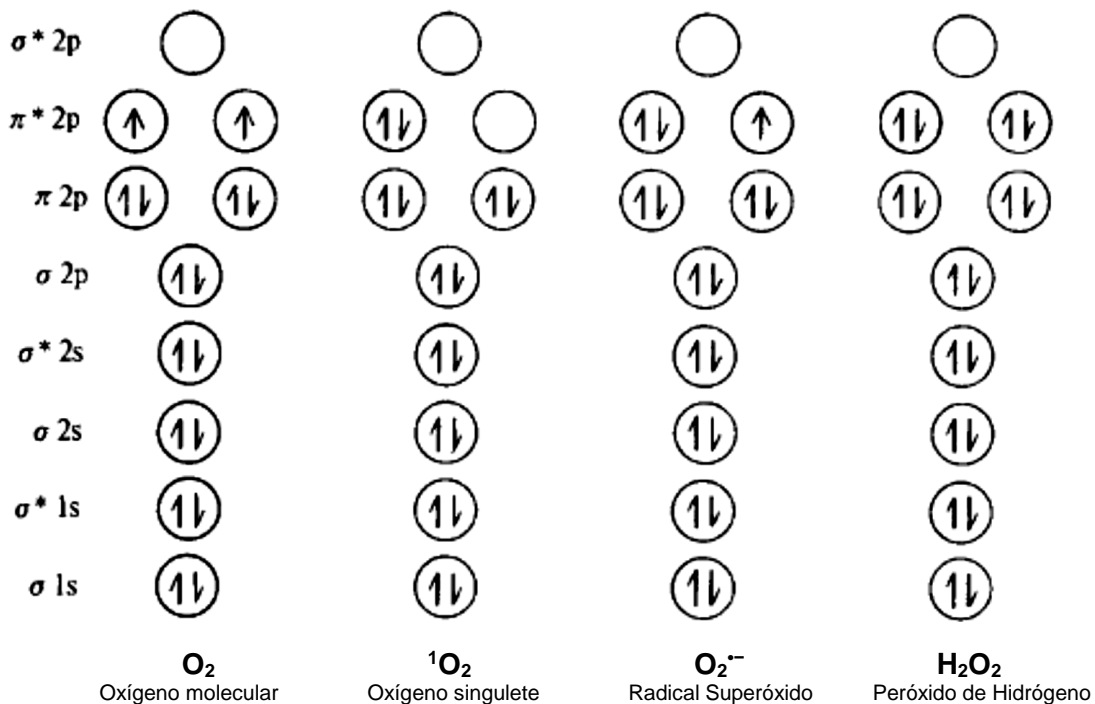 σ* 2p
π* 2p
π 2p
σ 2p
σ* 2s
σ 2s
σ* 1s
σ 1s
O₂ ¹O₂ O₂•− H₂O₂
Oxígeno molecular Oxígeno singulete Radical Superóxido Peróxido de Hidrógeno